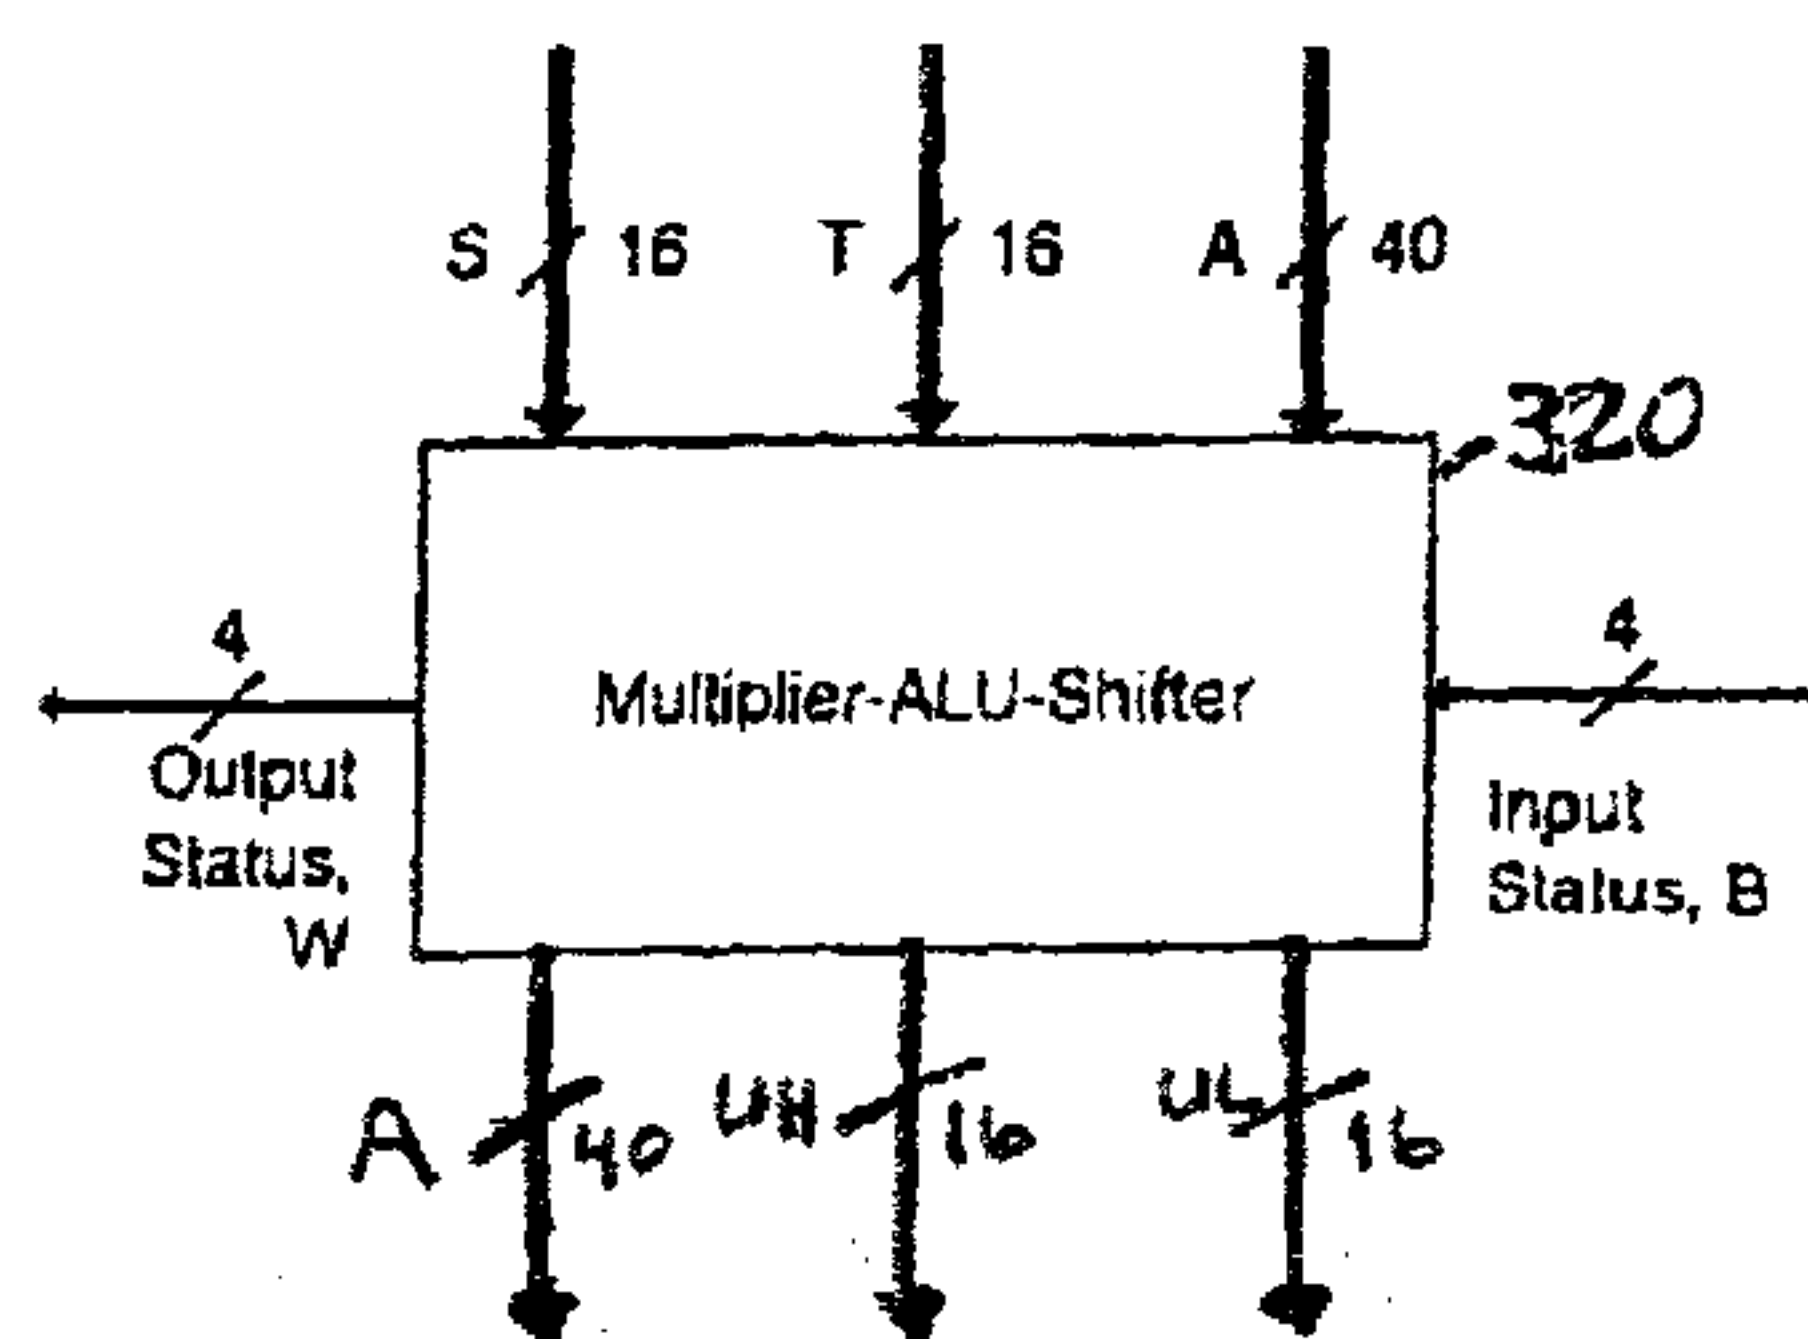 S 16 T 16 A 40
320
4
4
Multiplier-ALU-Shifter
Output
Status,
W
Input
Status, B
A 40 UH 16 UL 16